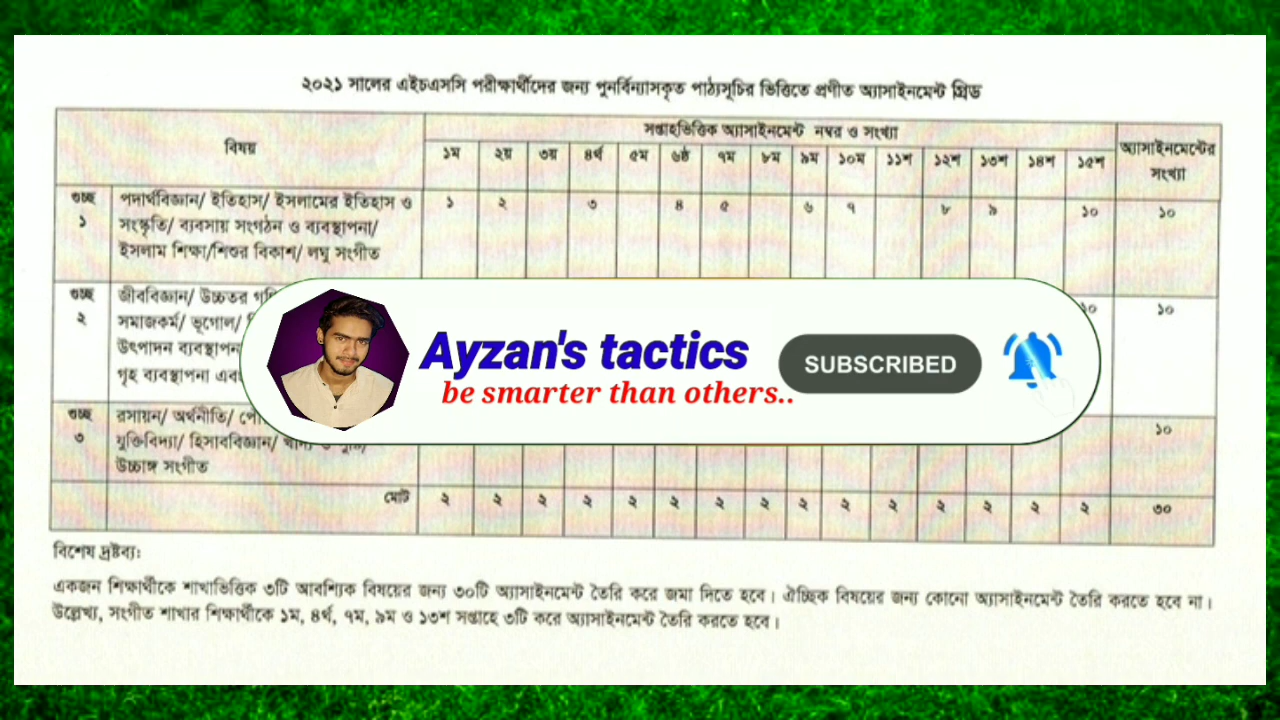 ২০২১ সালের এইচএসসি পরীক্ষার্থীদের জন্য পুনর্বিন্যাসকৃত পাঠ্যসূচির ভিত্তিতে প্রণীত অ্যাসাইনমেন্ট গ্রিড
বিষয়
সপ্তাহভিত্তিক অ্যাসাইনমেন্ট নম্বর ও সংখ্যা
অ্যাসাইনমেন্টের
সংখ্যা
১ম ২য় ৩য় ৪র্থ ৫ম ৬ষ্ঠ ৭ম ৮ম ৯ম ১০ম ১১শ ১২শ ১৩শ ১৪শ ১৫শ
গুচ্ছ
১
পদার্থবিজ্ঞান/ ইতিহাস/ ইসলামের ইতিহাস ও
সংস্কৃতি/ ব্যবসায় সংগঠন ও ব্যবস্থাপনা/
ইসলাম শিক্ষা/শিশুর বিকাশ/ লঘু সংগীত
১ ২ ৩ ৪ ৫ ৬ ৭ ৮ ৯ ১০ ১০
গুচ্ছ
২
জীববিজ্ঞান/ উচ্চতর
সমাজকর্ম/ ভূগোল/
উৎপাদন
গৃহ ব্যবস্থাপনা
১০
Ayzan's tactics
be smarter than others..
SUBSCRIBED
গুচ্ছ
৩
রসায়ন/ অর্থনীতি/
যুক্তিবিদ্যা/ হিসাববিজ্ঞান/
উচ্চাঙ্গ সংগীত
১০
মোট ২ ২ ২ ২ ২ ২ ২ ২ ২ ২ ২ ২ ২ ২ ২ ৩০
বিশেষ দ্রষ্টব্য:
একজন শিক্ষার্থীকে শাখাভিত্তিক ৩টি আবশ্যিক বিষয়ের জন্য ৩০টি অ্যাসাইনমেন্ট তৈরি করে জমা দিতে হবে। ঐচ্ছিক বিষয়ের জন্য কোনো অ্যাসাইনমেন্ট তৈরি করতে হবে না।
উল্লেখ্য, সংগীত শাখার শিক্ষার্থীকে ১ম, ৪র্থ, ৭ম, ৯ম ও ১৩শ সপ্তাহে ৩টি করে অ্যাসাইনমেন্ট তৈরি করতে হবে।